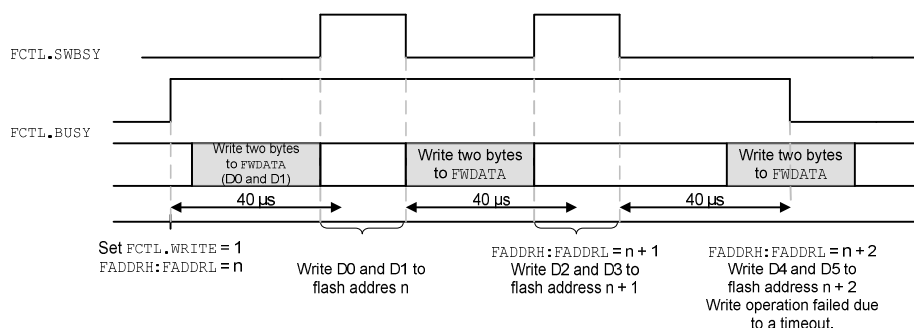 FCTL.SWBSY
FCTL.BUSY
Write two bytes
to FWDATA
(D0 and D1)
Write two bytes
to FWDATA
Write two bytes
to FWDATA
40 µs
40 µs
40 µs
Set FCTL.WRITE = 1
FADDRH:FADDRL = n
Write D0 and D1 to
flash addres n
FADDRH:FADDRL = n + 1
Write D2 and D3 to
flash address n + 1
FADDRH:FADDRL = n + 2
Write D4 and D5 to
flash address n + 2
Write operation failed due
to a timeout.